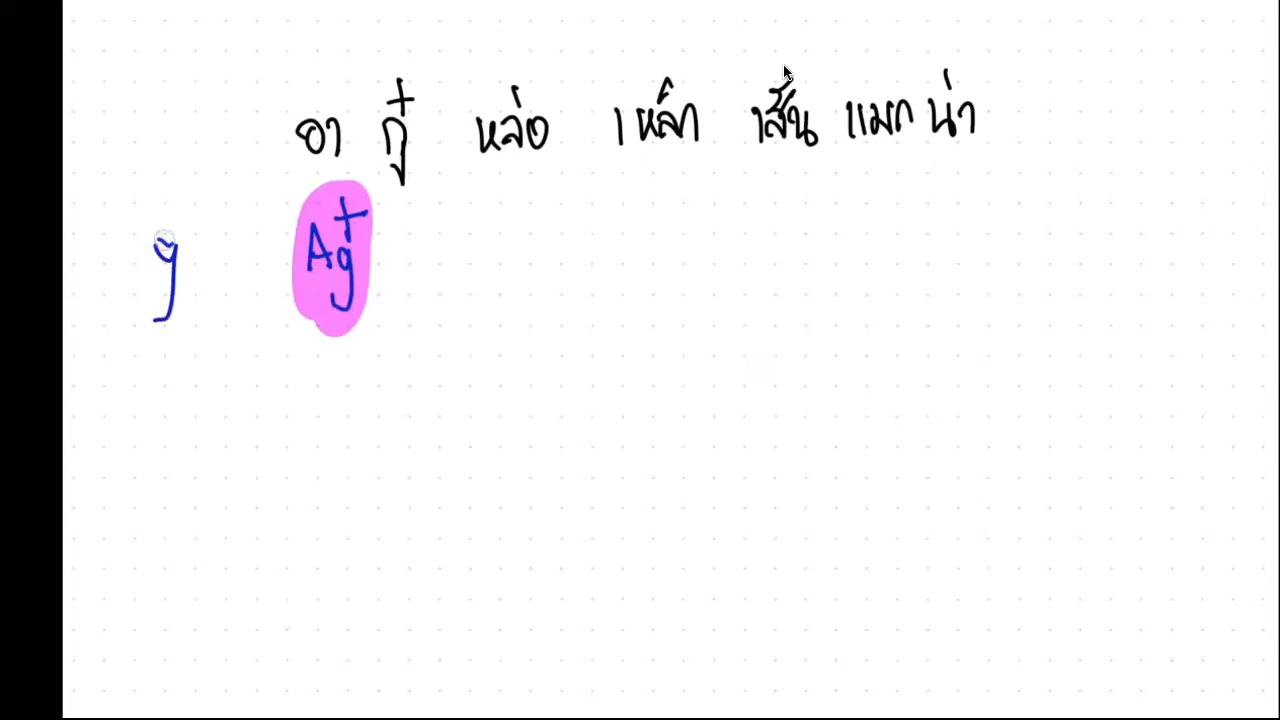 อา กู๋ หล่อ เหล็ก เส้น แมก น่า
Ag⁺